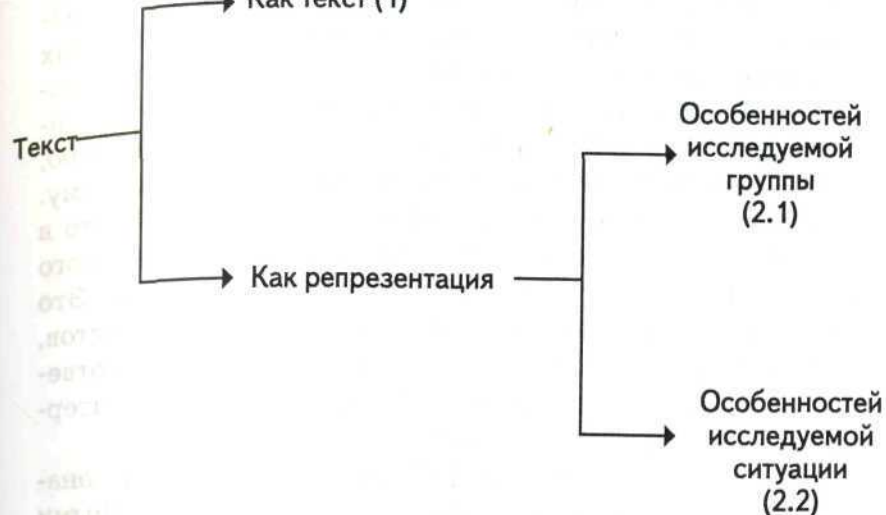 Как текст (1)
Текст
Особенностей
исследуемой
группы
(2.1)
Как репрезентация
Особенностей
исследуемой
ситуации
(2.2)